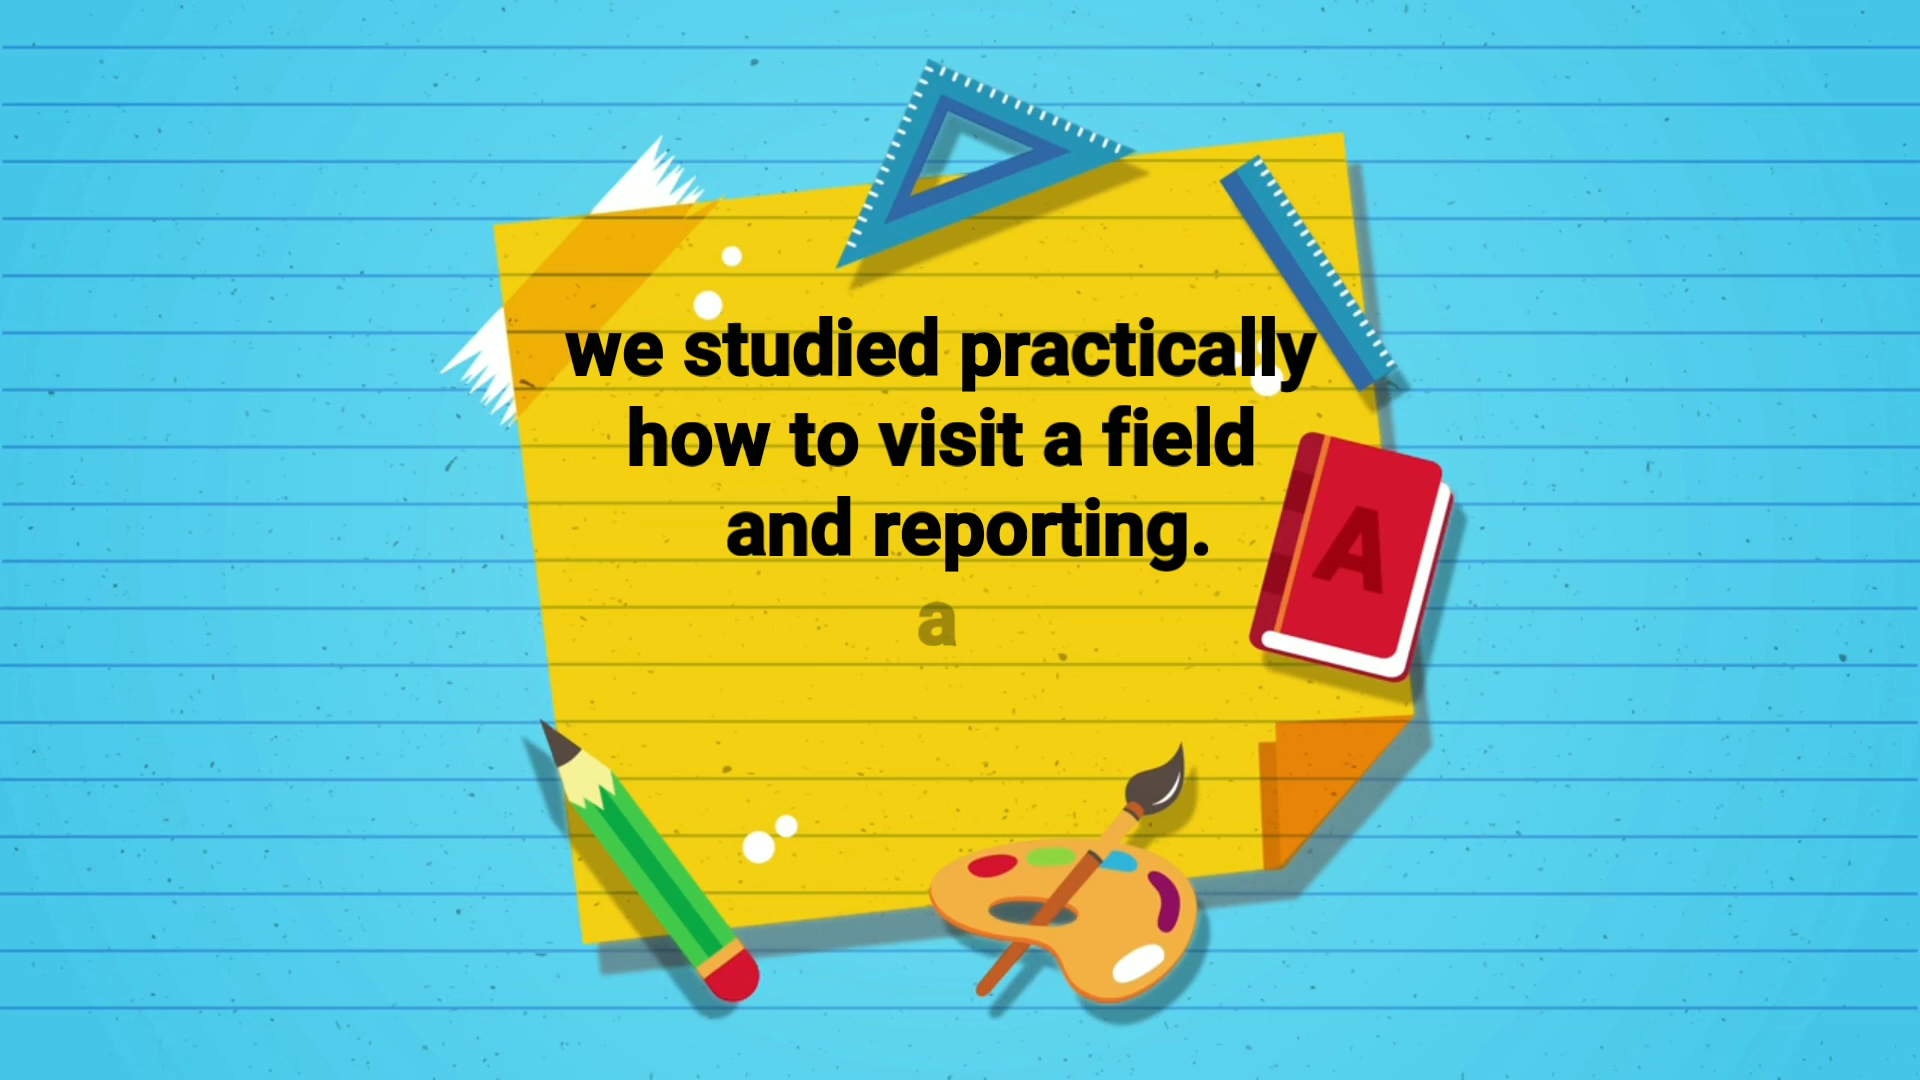 we studied practically
how to visit a field
and reporting.
a
A